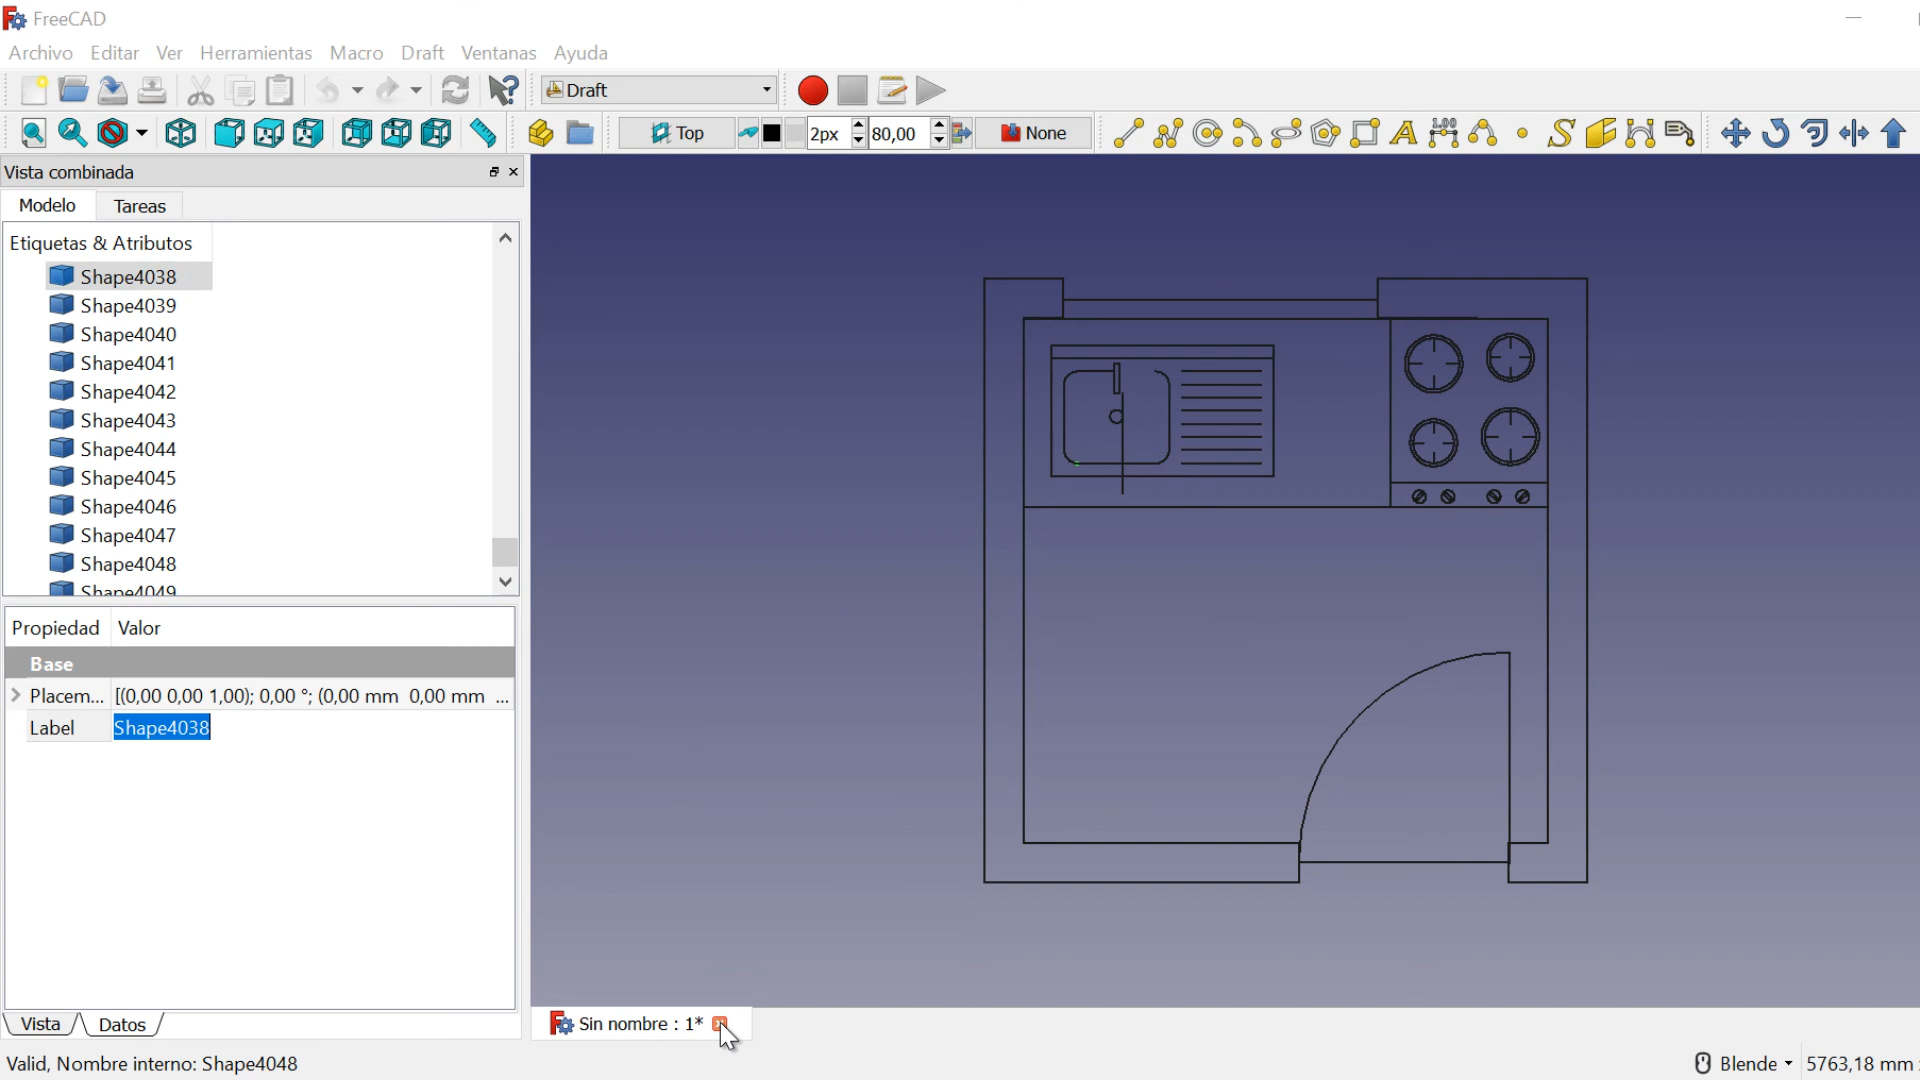 FreeCAD
Archivo Editar Ver Herramientas Macro Draft Ventanas Ayuda
Draft
Top 2px 80,00 None 1.00
Vista combinada
Modelo Tareas
Etiquetas & Atributos
Shape4038
Shape4039
Shape4040
Shape4041
Shape4042
Shape4043
Shape4044
Shape4045
Shape4046
Shape4047
Shape4048
Shape4049
Propiedad Valor
Base
Placem... [(0,00 0,00 1,00); 0,00 °; (0,00 mm 0,00 mm ...
Label Shape4038
Vista Datos
Sin nombre : 1*
Valid, Nombre interno: Shape4048
Blende 5763,18 mm